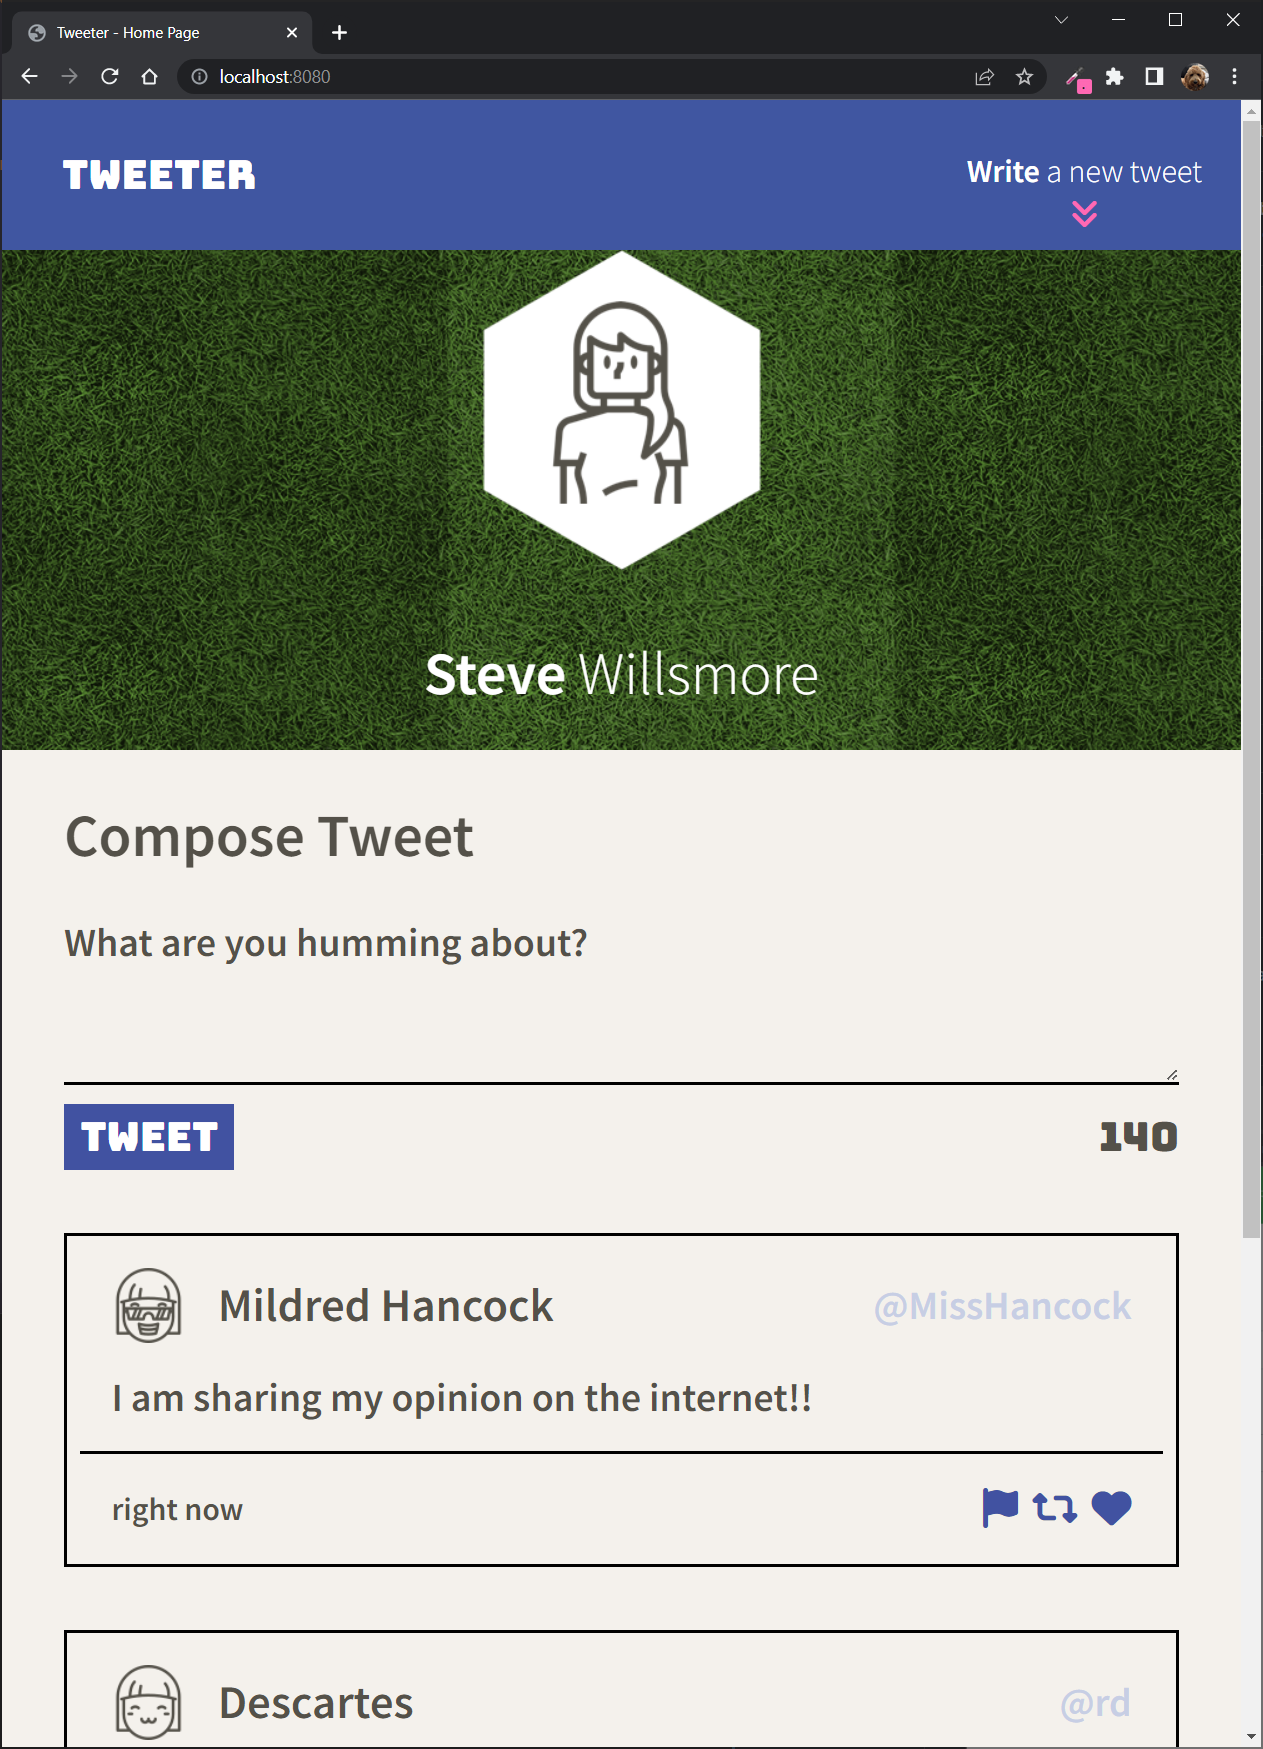 Tweeter - Home Page
localhost:8080
TWEETER
Write a new tweet
Steve Willsmore
Compose Tweet
What are you humming about?
TWEET
140
Mildred Hancock
@MissHancock
I am sharing my opinion on the internet!!
right now
Descartes
@rd